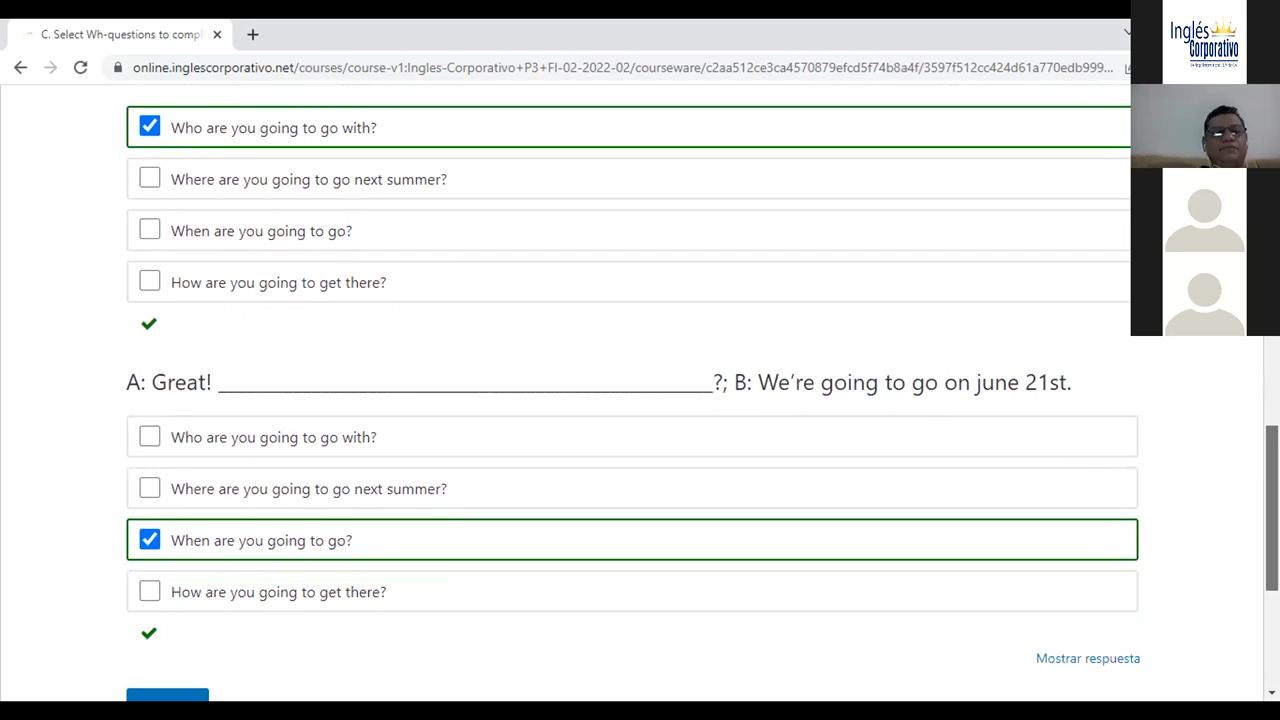 C. Select Wh-questions to compl
online.inglescorporativo.net/courses/course-v1:Ingles-Corporativo+P3+FI-02-2022-02/courseware/c2aa512ce3ca4570879efcd5f74b8a4f/35f7f512cc424d61a770edb999...
Inglés
Corporativo
Who are you going to go with?
Where are you going to go next summer?
When are you going to go?
How are you going to get there?
A: Great! ______________________________________________?; B: We’re going to go on june 21st.
Who are you going to go with?
Where are you going to go next summer?
When are you going to go?
How are you going to get there?
Mostrar respuesta